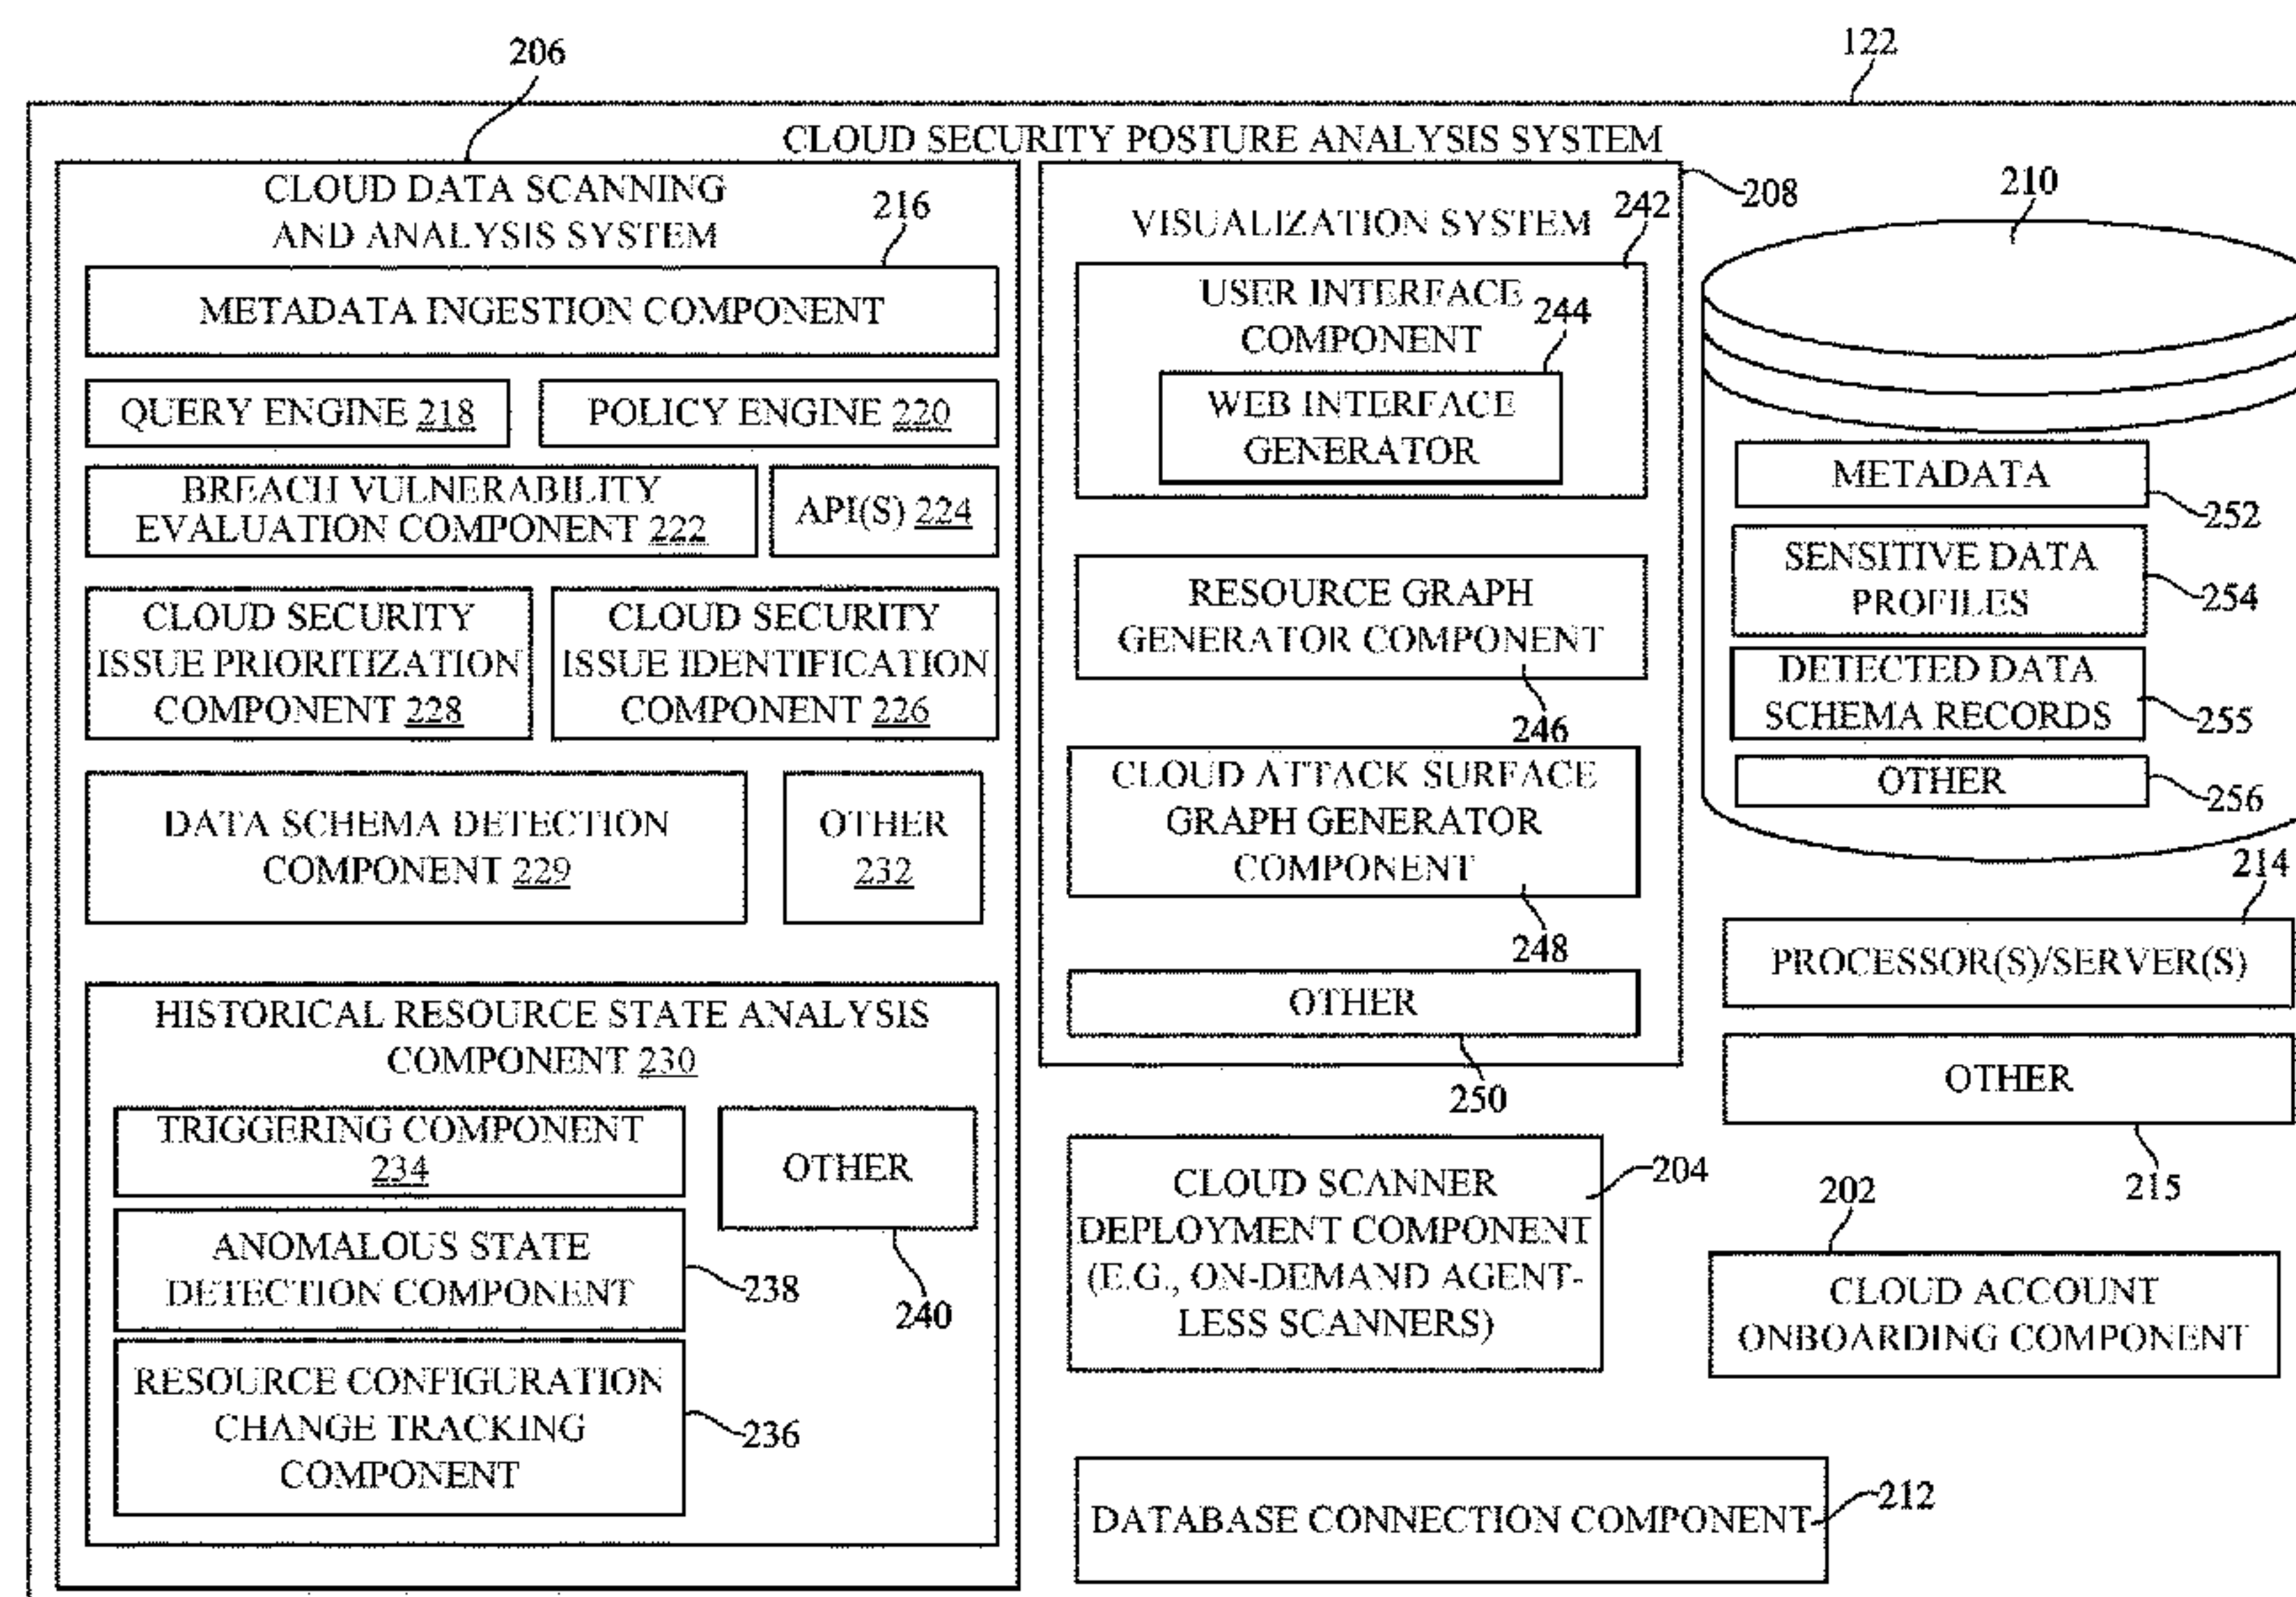 206
122
CLOUD SECURITY POSTURE ANALYSIS SYSTEM
CLOUD DATA SCANNING
AND ANALYSIS SYSTEM
216
METADATA INGESTION COMPONENT
QUERY ENGINE 218
POLICY ENGINE 220
BREACH VULNERABILITY
EVALUATION COMPONENT 222
API(S) 224
CLOUD SECURITY
ISSUE PRIORITIZATION
COMPONENT 228
CLOUD SECURITY
ISSUE IDENTIFICATION
COMPONENT 226
DATA SCHEMA DETECTION
COMPONENT 229
OTHER
232
HISTORICAL RESOURCE STATE ANALYSIS
COMPONENT 230
TRIGGERING COMPONENT
234
OTHER
240
ANOMALOUS STATE
DETECTION COMPONENT
238
RESOURCE CONFIGURATION
CHANGE TRACKING
COMPONENT
236
208
VISUALIZATION SYSTEM
242
USER INTERFACE
COMPONENT
244
WEB INTERFACE
GENERATOR
RESOURCE GRAPH
GENERATOR COMPONENT
246
CLOUD ATTACK SURFACE
GRAPH GENERATOR
COMPONENT
248
OTHER
250
CLOUD SCANNER
DEPLOYMENT COMPONENT
(E.G., ON-DEMAND AGENT-
LESS SCANNERS)
204
DATABASE CONNECTION COMPONENT
212
210
METADATA
252
SENSITIVE DATA
PROFILES
254
DETECTED DATA
SCHEMA RECORDS
255
OTHER
256
214
PROCESSOR(S)/SERVER(S)
OTHER
215
202
CLOUD ACCOUNT
ONBOARDING COMPONENT